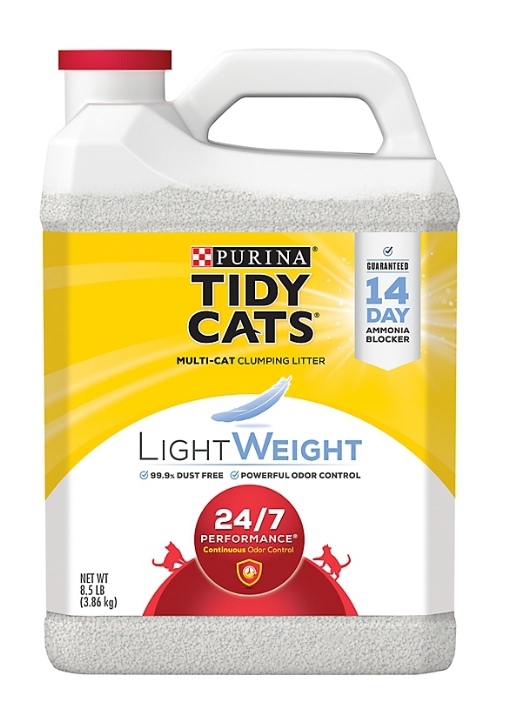 PURINA®
TIDY
CATS®
MULTI-CAT CLUMPING LITTER
GUARANTEED
14
DAY
AMMONIA
BLOCKER
LIGHTWEIGHT
99.9% DUST FREE POWERFUL ODOR CONTROL
24/7
PERFORMANCE®
Continuous Odor Control
NET WT
8.5 LB
(3.86 kg)